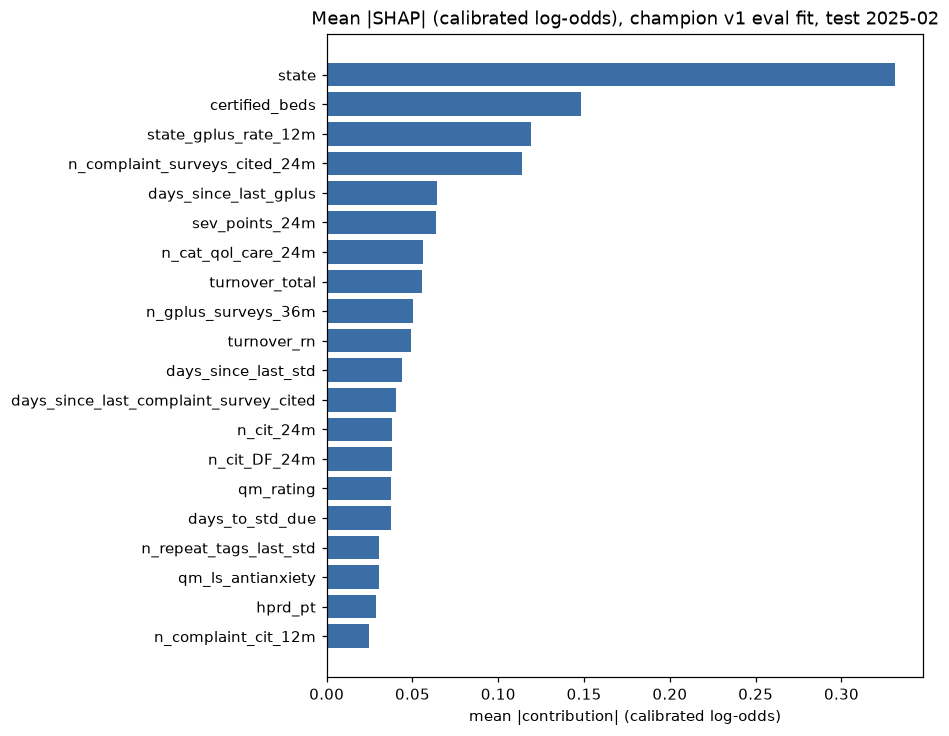 Mean |SHAP| (calibrated log-odds), champion v1 eval fit, test 2025-02
state
certified_beds
state_gplus_rate_12m
n_complaint_surveys_cited_24m
days_since_last_gplus
sev_points_24m
n_cat_qol_care_24m
turnover_total
n_gplus_surveys_36m
turnover_rn
days_since_last_std
days_since_last_complaint_survey_cited
n_cit_24m
n_cit_DF_24m
qm_rating
days_to_std_due
n_repeat_tags_last_std
qm_ls_antianxiety
hprd_pt
n_complaint_cit_12m
0.00 0.05 0.10 0.15 0.20 0.25 0.30
mean |contribution| (calibrated log-odds)